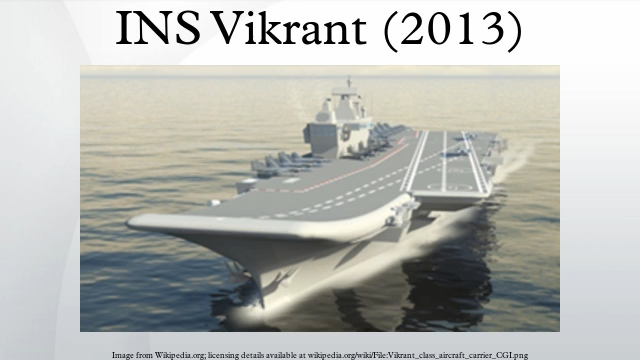 INS Vikrant (2013)
Image from Wikipedia.org; licensing details available at wikipedia.org/wiki/File:Vikrant_class_aircraft_carrier_CGI.png